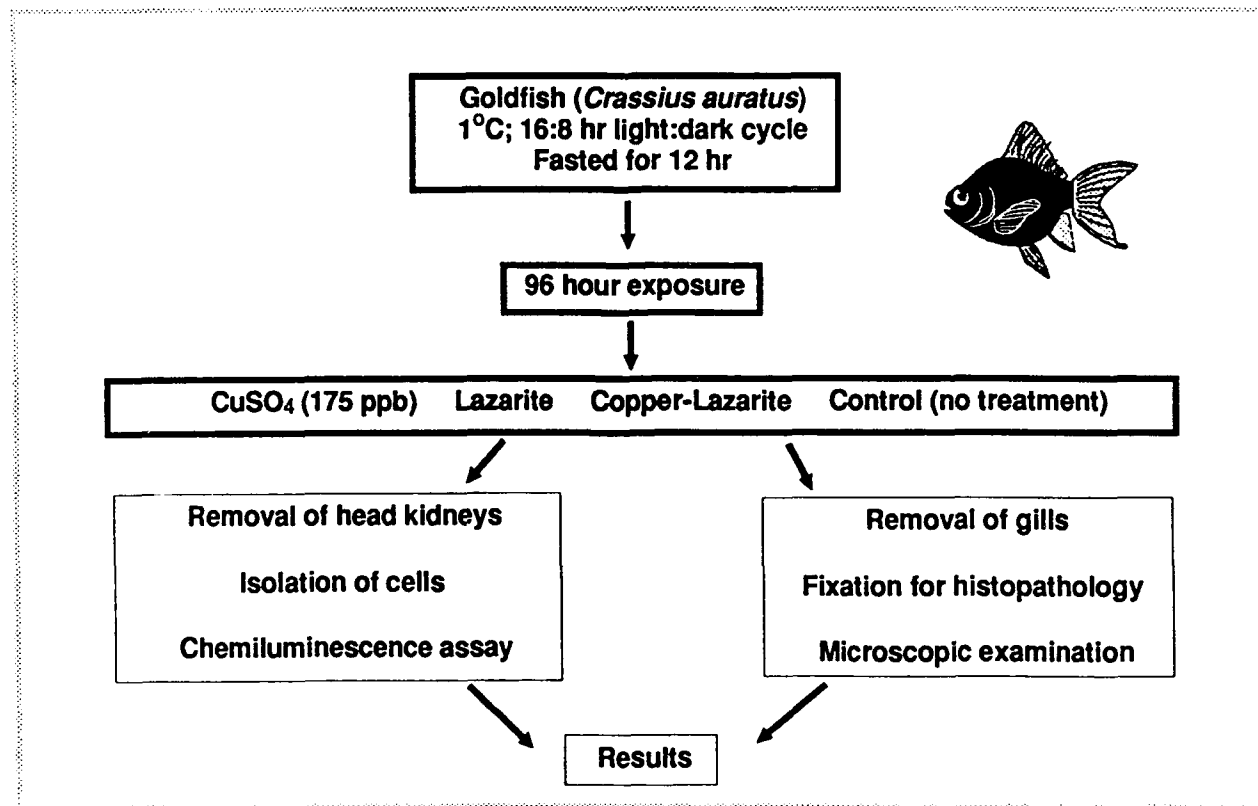 Goldfish (Crassius auratus)
1°C; 16:8 hr light:dark cycle
Fasted for 12 hr
96 hour exposure
CuSO₄ (175 ppb) Lazarite Copper-Lazarite Control (no treatment)
Removal of head kidneys
Isolation of cells
Chemiluminescence assay
Removal of gills
Fixation for histopathology
Microscopic examination
Results